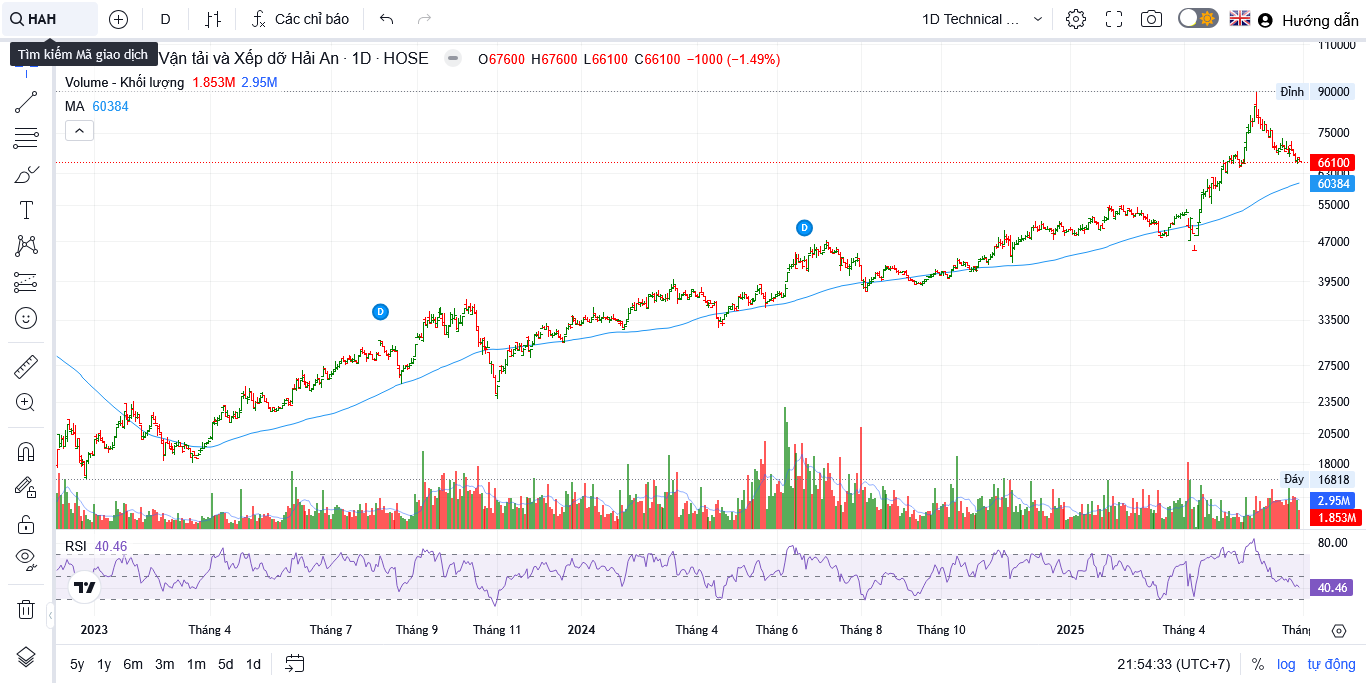 HAH
D
Các chỉ báo
1D Technical ...
Hướng dẫn
Tìm kiếm Mã giao dịch
Vận tải và Xếp dỡ Hải An · 1D · HOSE
O67600 H67600 L66100 C66100 −1000 (−1.49%)
Volume - Khối lượng 1.853M 2.95M
MA 60384
110000
Đỉnh 90000
75000
66100
63000
60384
55000
47000
39500
33500
27500
23500
20500
18000
Đáy 16818
2.95M
1.853M
D
D
RSI 40.46
80.00
40.46
2023 Tháng 4 Tháng 7 Tháng 9 Tháng 11 2024 Tháng 4 Tháng 6 Tháng 8 Tháng 10 2025 Tháng 4 Tháng
5y 1y 6m 3m 1m 5d 1d
21:54:33 (UTC+7) % log tự động